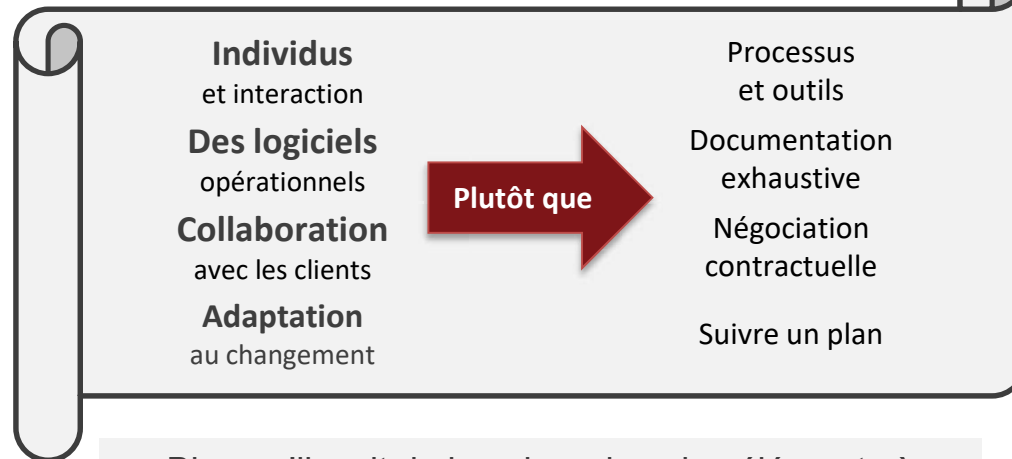 Individus
et interaction
Des logiciels
opérationnels
Collaboration
avec les clients
Adaptation
au changement
Plutôt que
Processus
et outils
Documentation
exhaustive
Négociation
contractuelle
Suivre un plan